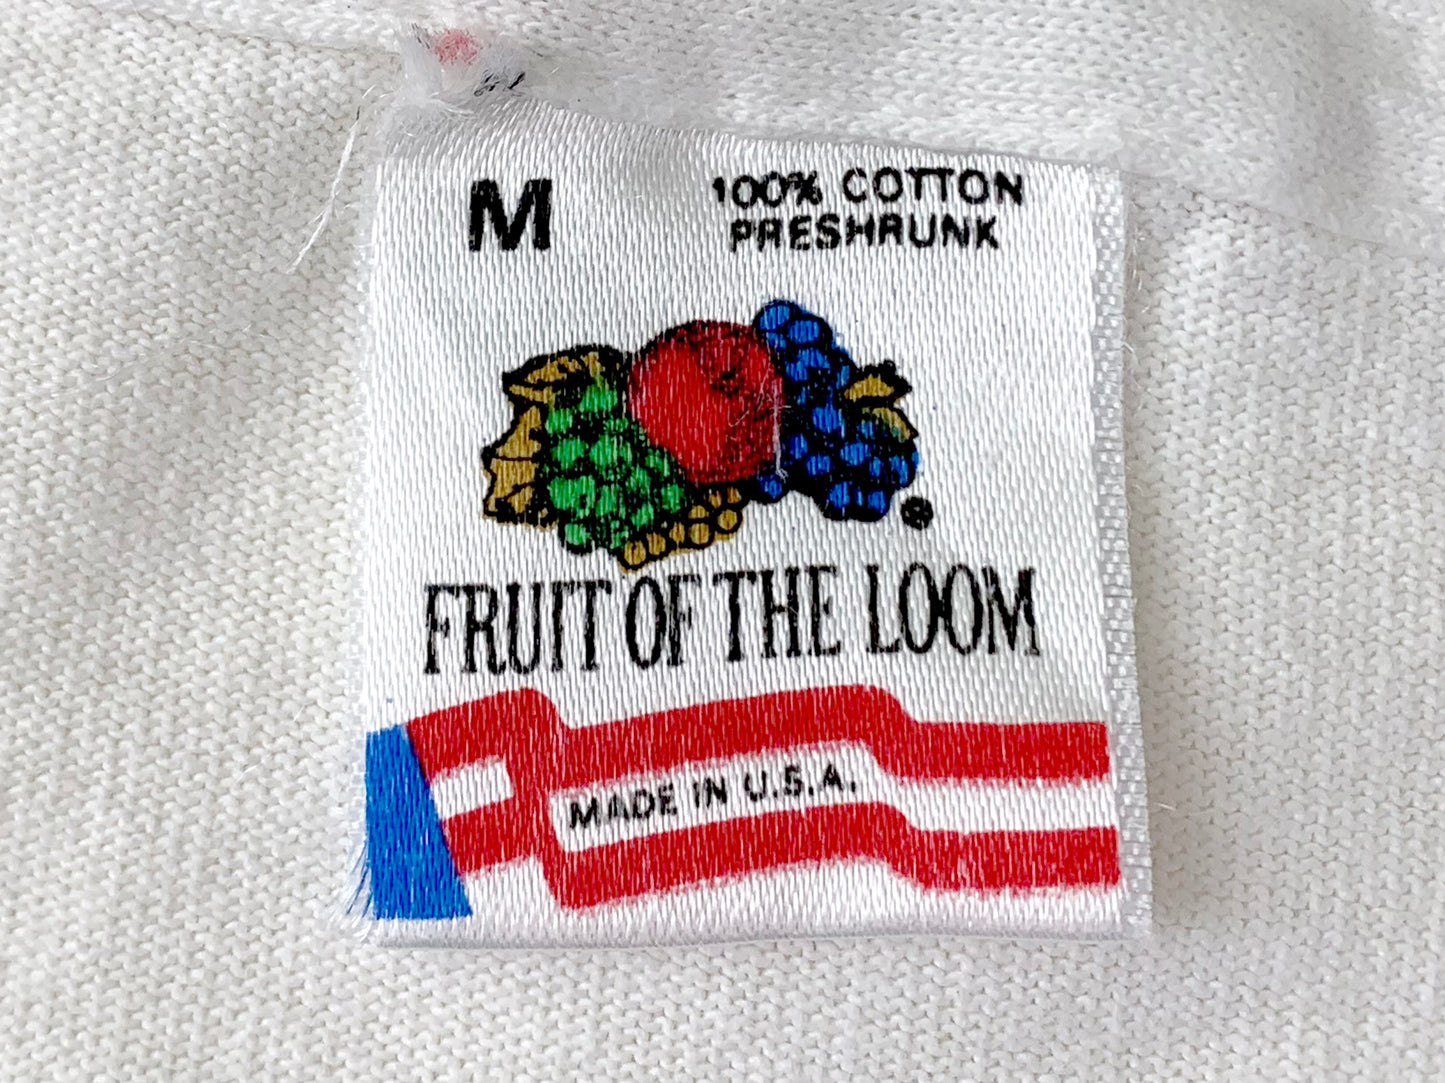 M
100% COTTON
PRESHRUNK
®
FRUIT OF THE LOOM
MADE IN U.S.A.